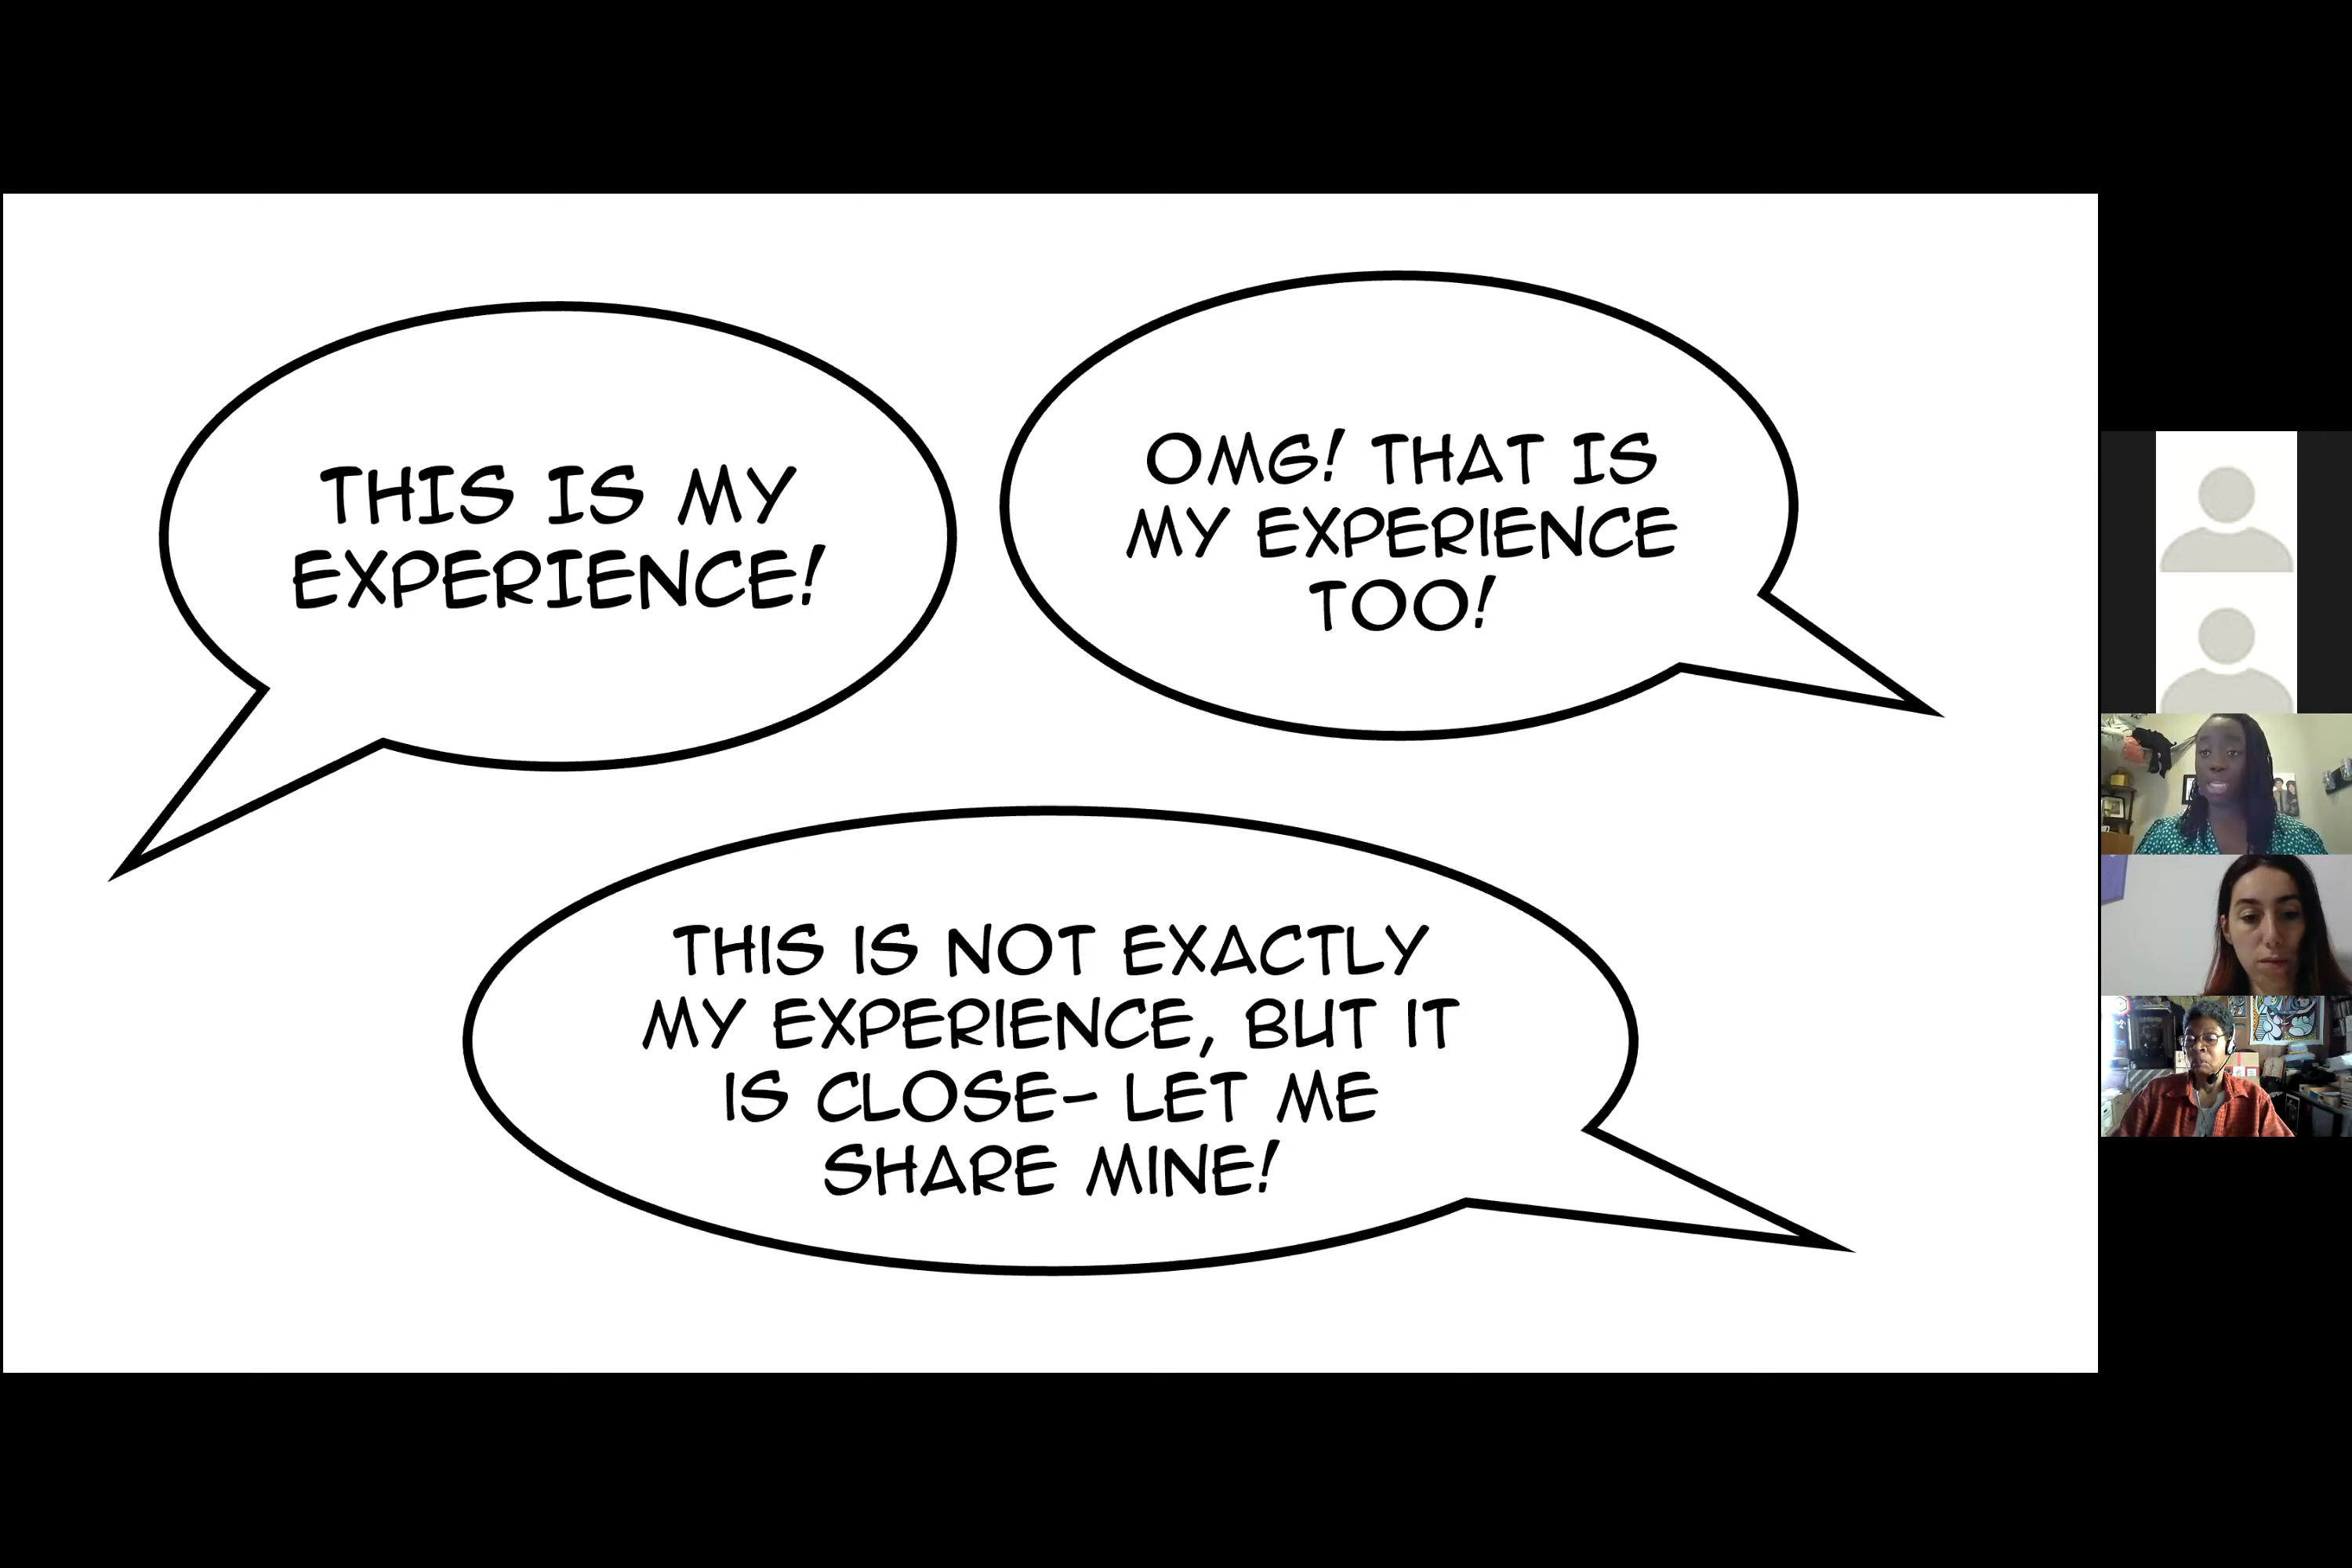 THIS IS MY
EXPERIENCE!
OMG! THAT IS
MY EXPERIENCE
TOO!
THIS IS NOT EXACTLY
MY EXPERIENCE, BUT IT
IS CLOSE- LET ME
SHARE MINE!